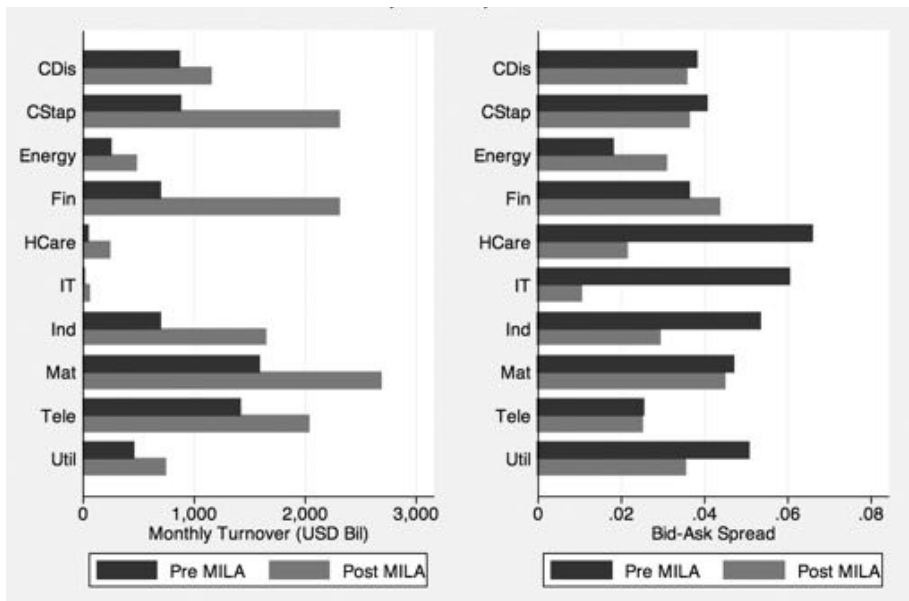 CDis
CStap
Energy
Fin
HCare
IT
Ind
Mat
Tele
Util
0 1,000 2,000 3,000
Monthly Turnover (USD Bil)
Pre MILA Post MILA
CDis
CStap
Energy
Fin
HCare
IT
Ind
Mat
Tele
Util
0 .02 .04 .06 .08
Bid-Ask Spread
Pre MILA Post MILA